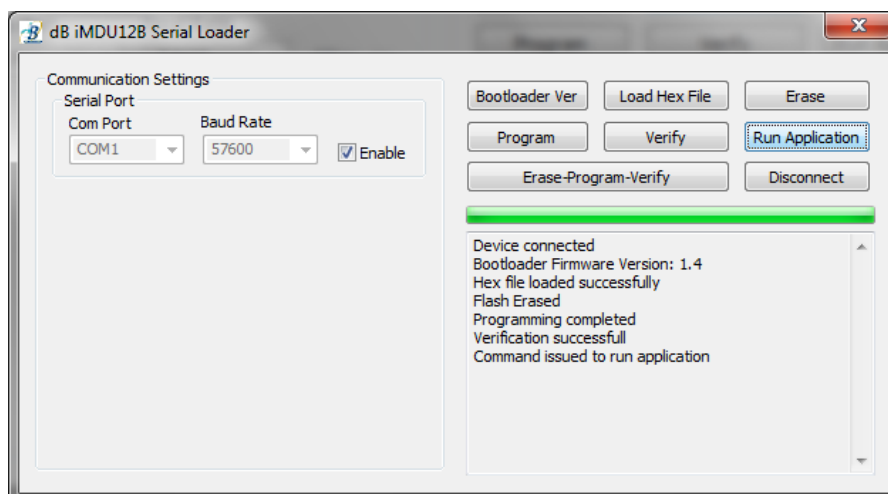 dB iMDU12B Serial Loader
Communication Settings
Serial Port
Com Port
Baud Rate
COM1
57600
Enable
Bootloader Ver
Load Hex File
Erase
Program
Verify
Run Application
Erase-Program-Verify
Disconnect
Device connected
Bootloader Firmware Version: 1.4
Hex file loaded successfully
Flash Erased
Programming completed
Verification successfull
Command issued to run application